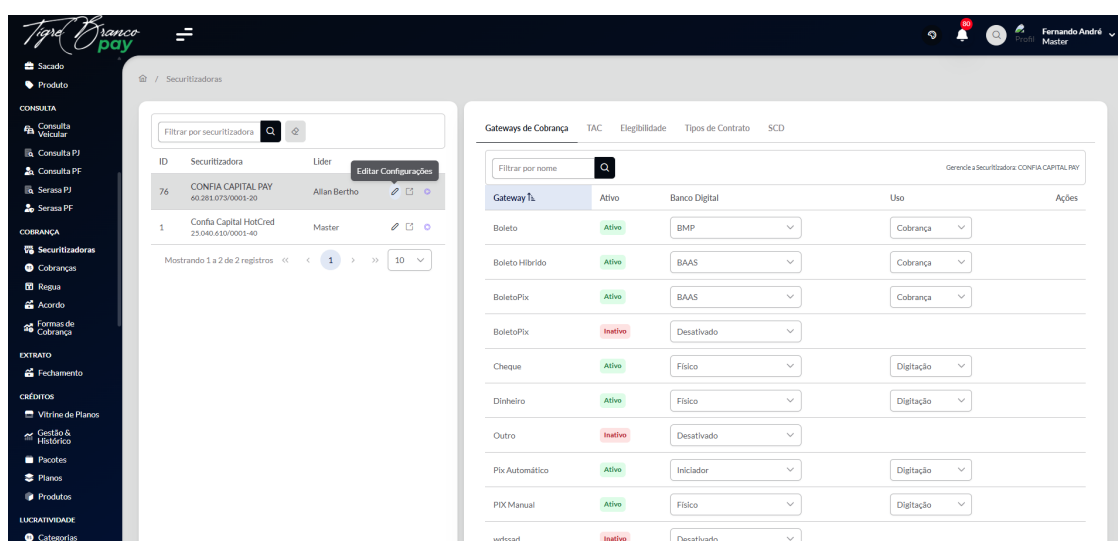 Tigre Branco
pay
80
Profil
Fernando André
Master
Sacado
Produto
CONSULTA
Consulta
Veicular
Consulta PJ
Consulta PF
Serasa PJ
Serasa PF
COBRANÇA
Securitizadoras
Cobranças
Regua
Acordo
Formas de
Cobrança
EXTRATO
Fechamento
CRÉDITOS
Vitrine de Planos
Gestão &
Histórico
Pacotes
Planos
Produtos
LUCRATIVIDADE
Categorias
/ Securitizadoras
Filtrar por securitizadora
ID Securitizadora Lider
Editar Configurações
76 CONFIA CAPITAL PAY Allan Bertho
60.281.073/0001-20
1 Confia Capital HotCred Master
25.040.610/0001-40
Mostrando 1 a 2 de 2 registros << < 1 > >> 10
Gateways de Cobrança TAC Elegibilidade Tipos de Contrato SCD
Filtrar por nome
Gerencie a Securitizadora: CONFIA CAPITAL PAY
Gateway Ativo Banco Digital Uso Ações
Boleto Ativo BMP Cobrança
Boleto Hibrido Ativo BAAS Cobrança
BoletoPix Ativo BAAS Cobrança
BoletoPix Inativo Desativado
Cheque Ativo Físico Digitação
Dinheiro Ativo Físico Digitação
Outro Inativo Desativado
Pix Automático Ativo Iniciador Digitação
PIX Manual Ativo Físico Digitação
wdssad Inativo Desativado